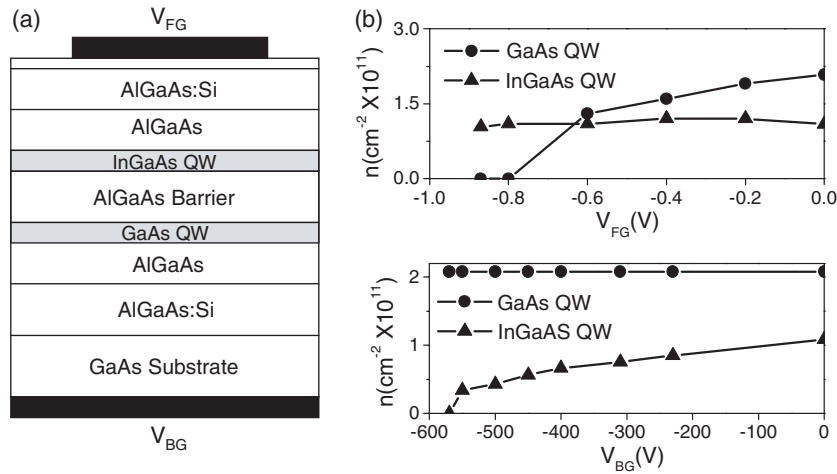 (a)
V_FG
AlGaAs:Si
AlGaAs
InGaAs QW
AlGaAs Barrier
GaAs QW
AlGaAs
AlGaAs:Si
GaAs Substrate
V_BG
(b)
n(cm⁻² X10¹¹)
3.0
1.5
0.0
GaAs QW
InGaAs QW
-1.0 -0.8 -0.6 -0.4 -0.2 0.0
V_FG(V)
n(cm⁻² X10¹¹)
2
1
0
GaAs QW
InGaAS QW
-600 -500 -400 -300 -200 -100 0
V_BG(V)